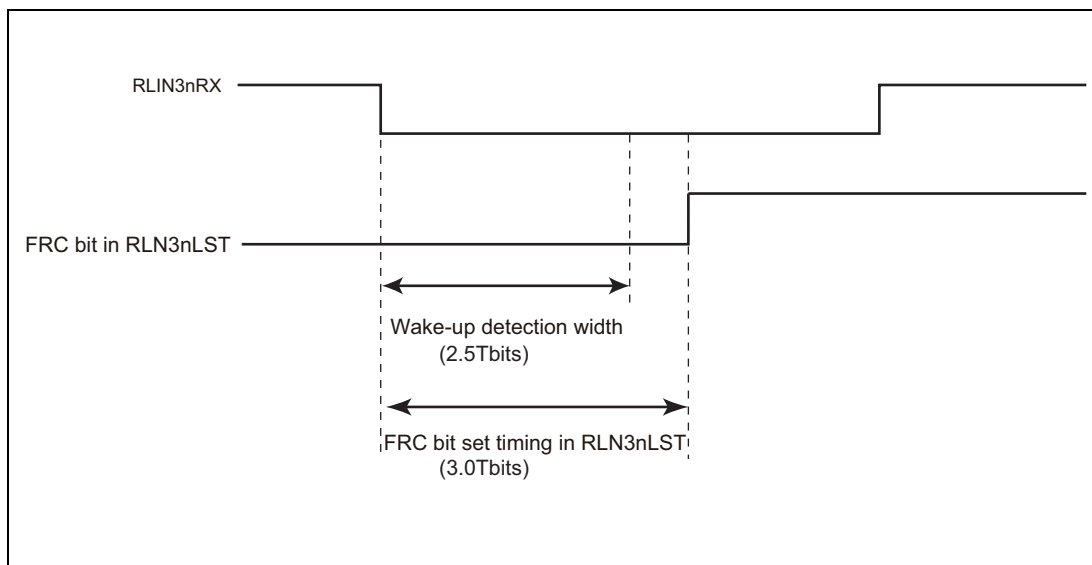 RLIN3nRX
FRC bit in RLN3nLST
Wake-up detection width
(2.5Tbits)
FRC bit set timing in RLN3nLST
(3.0Tbits)